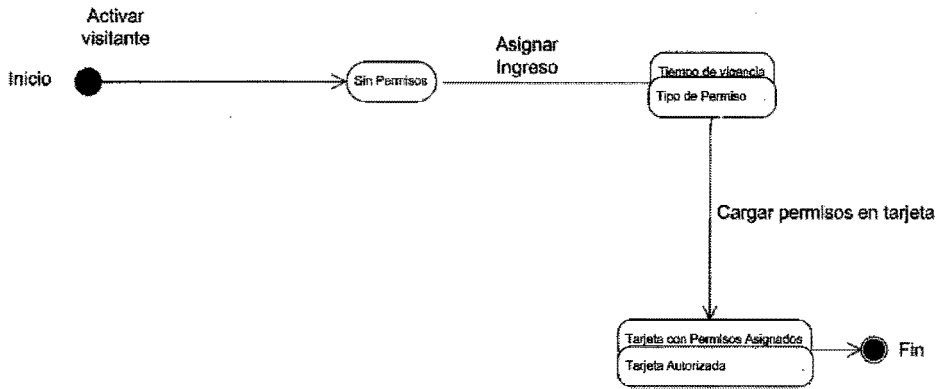 Activar
visitante
Inicio
Sin Permisos
Asignar
Ingreso
Tiempo de vigencia
Tipo de Permiso
Cargar permisos en tarjeta
Tarjeta con Permisos Asignados
Tarjeta Autorizada
Fin